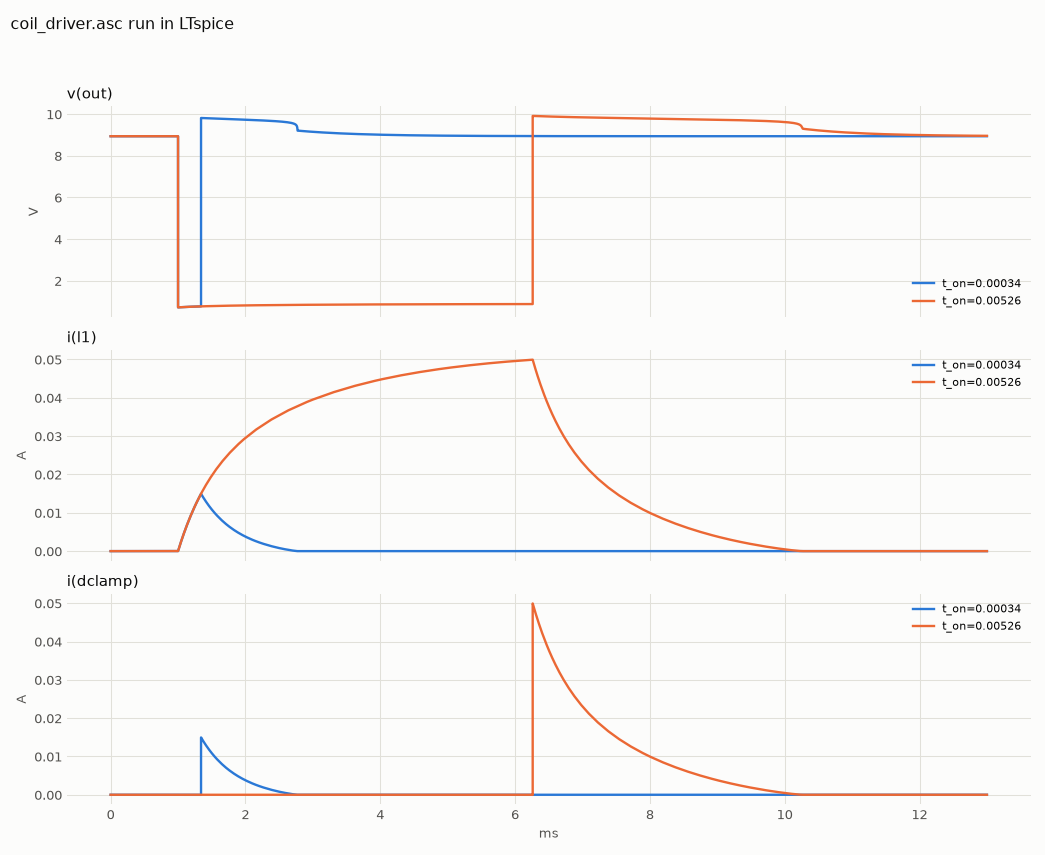 coil_driver.asc run in LTspice
v(out)
10
8
6
4
2
V
t_on=0.00034
t_on=0.00526
i(l1)
0.05
0.04
0.03
0.02
0.01
0.00
A
t_on=0.00034
t_on=0.00526
i(dclamp)
0.05
0.04
0.03
0.02
0.01
0.00
A
t_on=0.00034
t_on=0.00526
0 2 4 6 8 10 12
ms